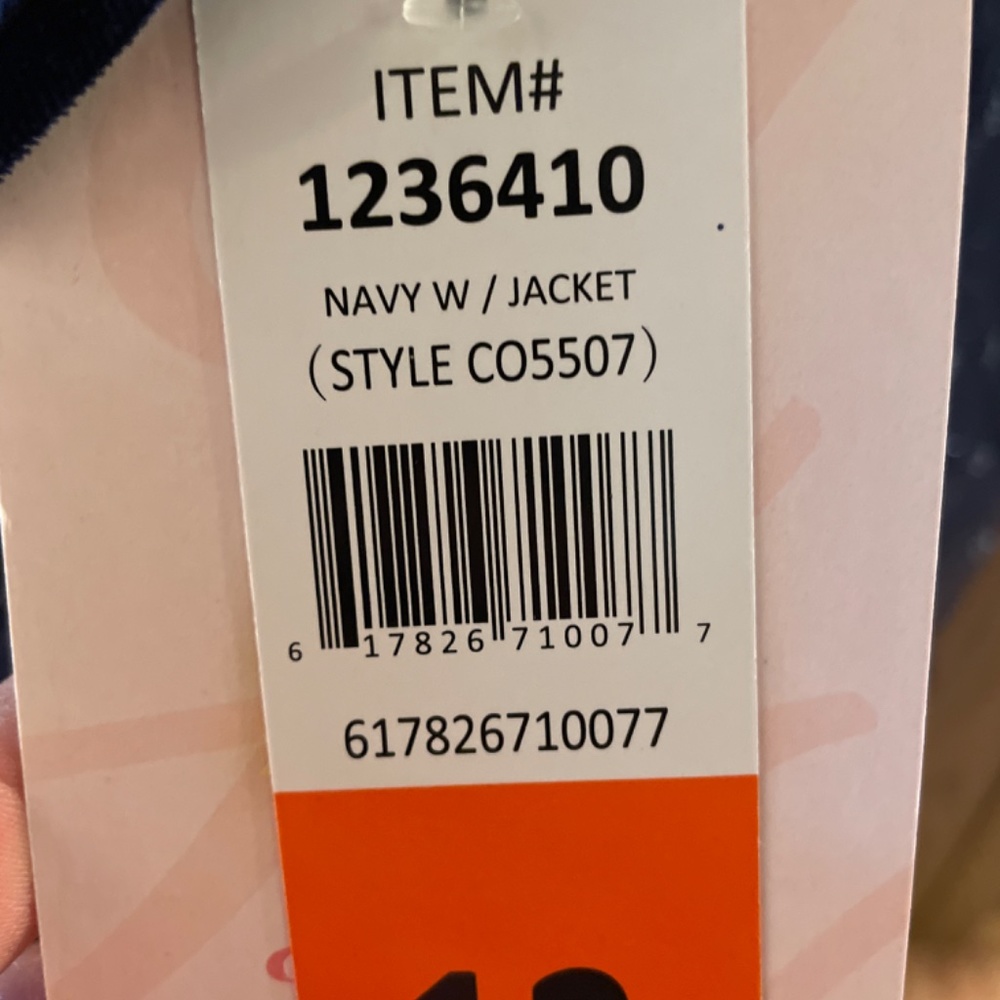 ITEM#
1236410
NAVY W / JACKET
(STYLE CO5507)
6 17826 71007 7
617826710077